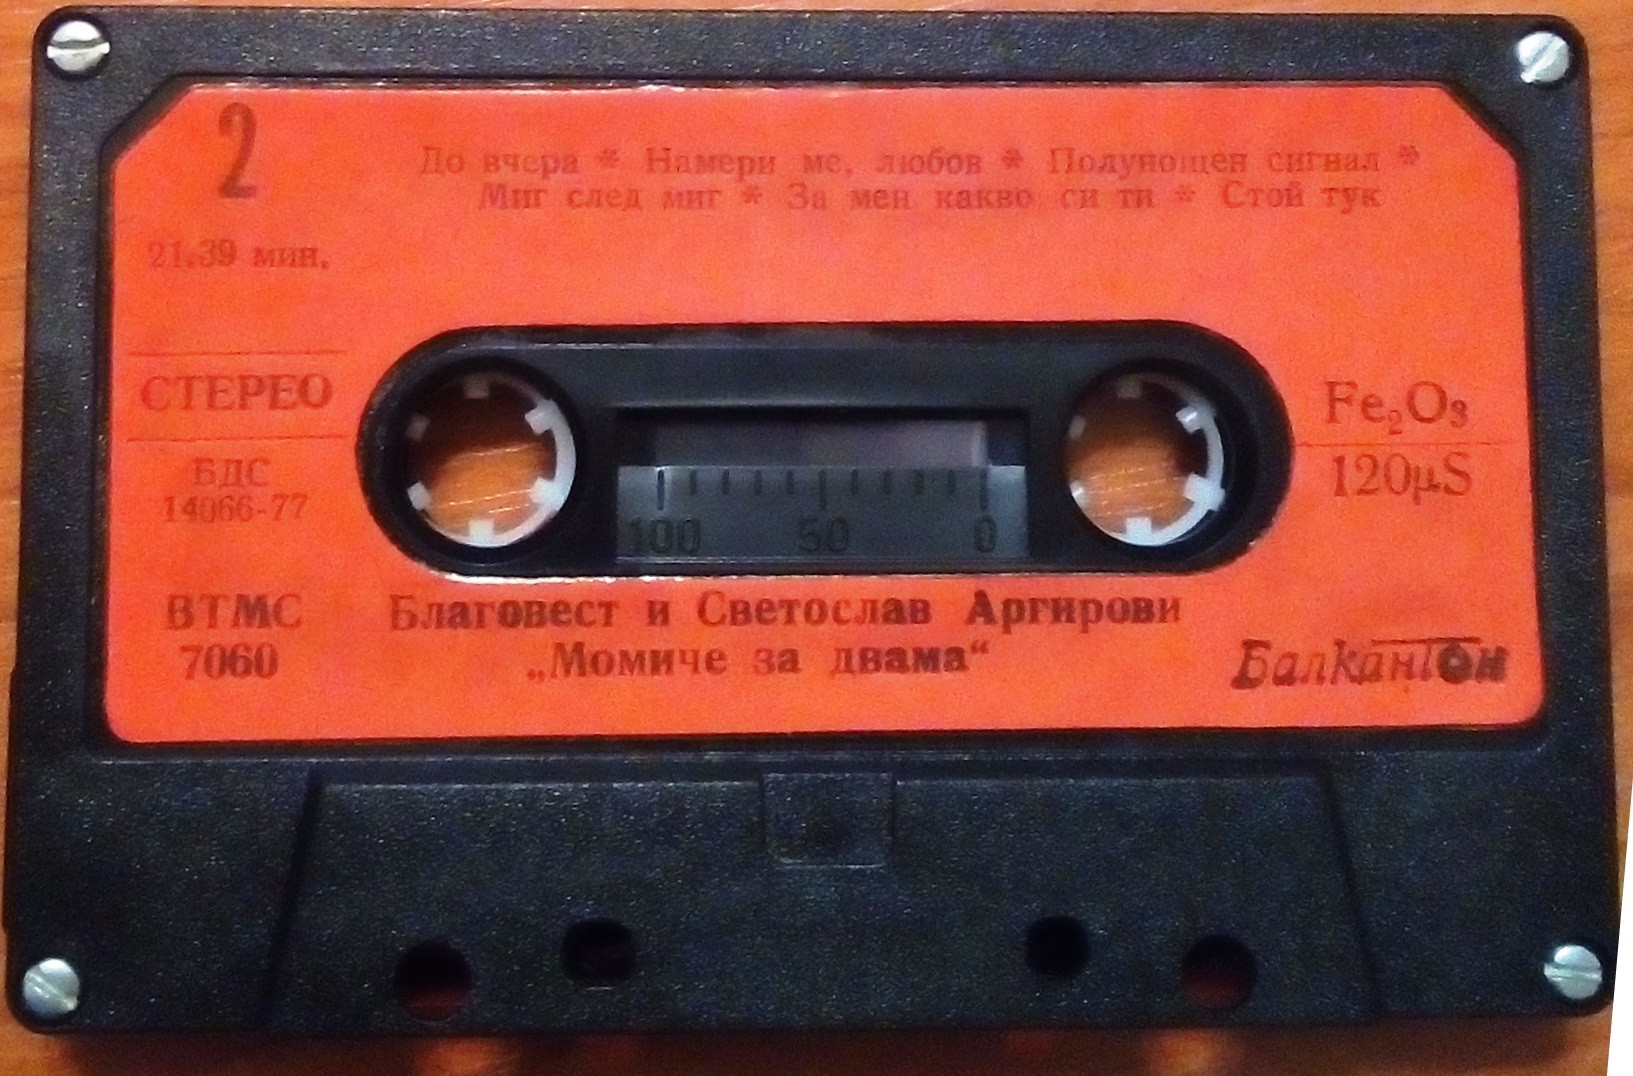 2
До вчера * Намери ме, любов * Полунощен сигнал *
Миг след миг * За мен какво си ти * Стой тук
21.39 мин.
СТЕРЕО
БДС
14066-77
Fe₂O₃
120μS
100 50 0
ВТМС
7060
Благовест и Светослав Аргирови
„Момиче за двама“
Балкантон